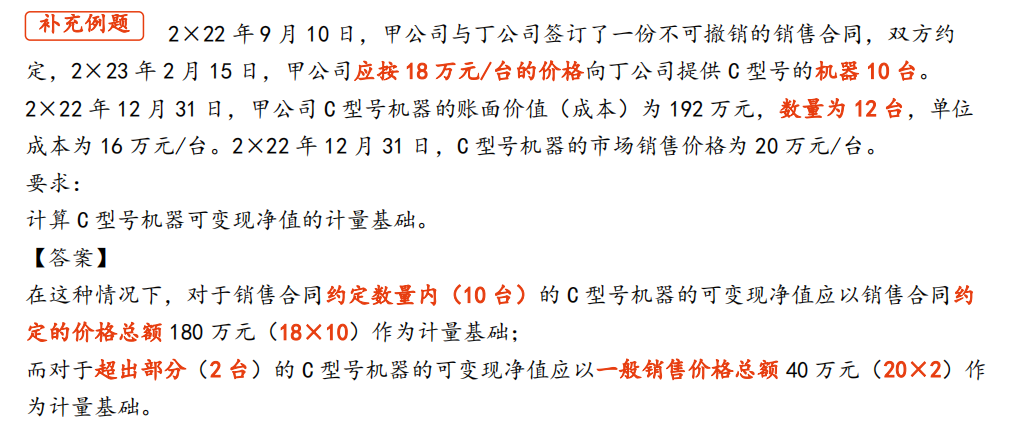 补充例题 2×22 年 9 月 10 日，甲公司与丁公司签订了一份不可撤销的销售合同，双方约
定，2×23 年 2 月 15 日，甲公司应按 18 万元/台的价格向丁公司提供 C 型号的机器 10 台。
2×22 年 12 月 31 日，甲公司 C 型号机器的账面价值（成本）为 192 万元，数量为 12 台，单位
成本为 16 万元/台。2×22 年 12 月 31 日，C 型号机器的市场销售价格为 20 万元/台。
要求：
计算 C 型号机器可变现净值的计量基础。
【答案】
在这种情况下，对于销售合同约定数量内（10 台）的 C 型号机器的可变现净值应以销售合同约
定的价格总额 180 万元（18×10）作为计量基础；
而对于超出部分（2 台）的 C 型号机器的可变现净值应以一般销售价格总额 40 万元（20×2）作
为计量基础。